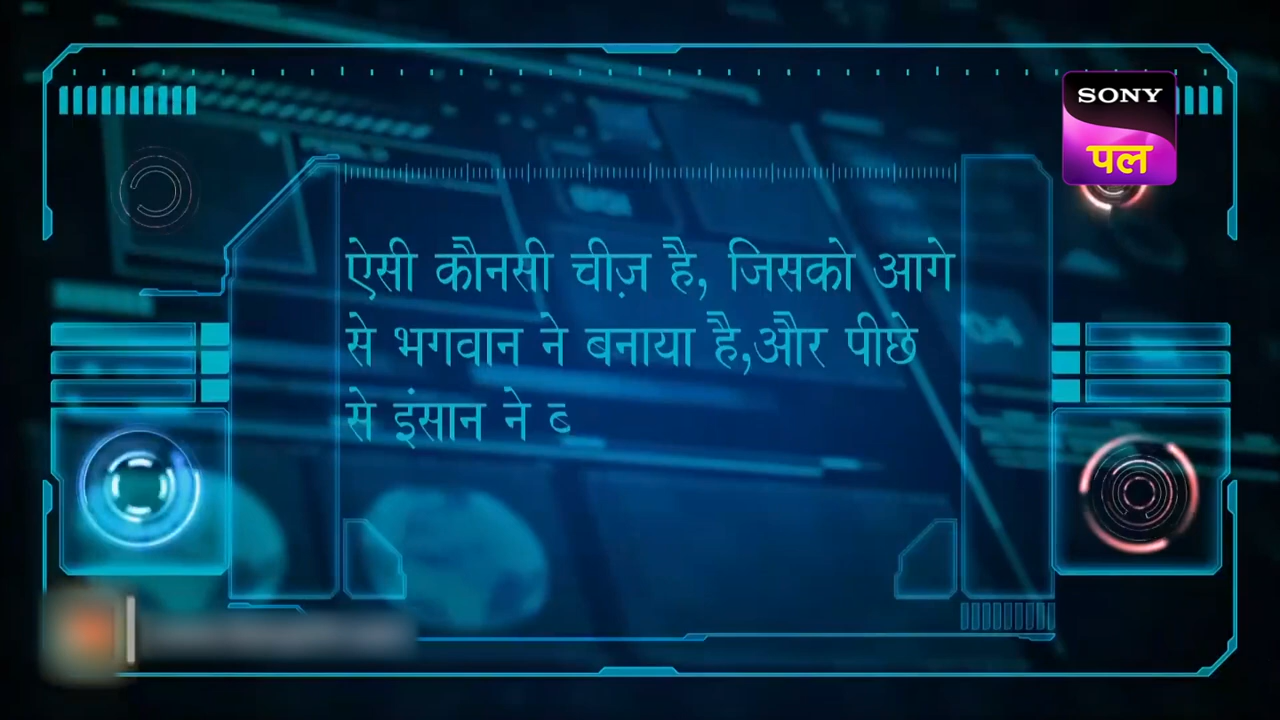 SONY
पल
ऐसी कौनसी चीज़ है, जिसको आगे
से भगवान ने बनाया है,और पीछे
से इंसान ने ब